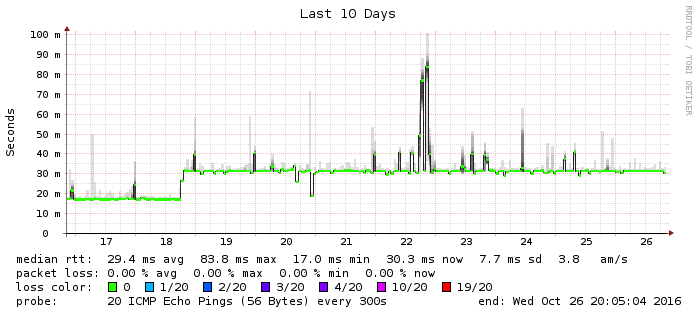 Last 10 Days
RRDTOOL / TOBI OETIKER
Seconds
100 m
90 m
80 m
70 m
60 m
50 m
40 m
30 m
20 m
10 m
0
17 18 19 20 21 22 23 24 25 26
median rtt: 29.4 ms avg 83.8 ms max 17.0 ms min 30.3 ms now 7.7 ms sd 3.8 am/s
packet loss: 0.00 % avg 0.00 % max 0.00 % min 0.00 % now
loss color: 0 1/20 2/20 3/20 4/20 10/20 19/20
probe: 20 ICMP Echo Pings (56 Bytes) every 300s end: Wed Oct 26 20:05:04 2016